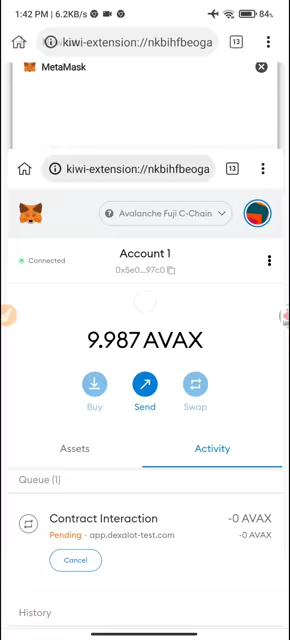 1:42 PM | 6.2KB/s
84%
kiwi-extension://nkbihfbeoga
13
MetaMask
kiwi-extension://nkbihfbeoga
13
Avalanche Fuji C-Chain
Connected
Account 1
0x5e0...97c0
9.987 AVAX
Buy
Send
Swap
Assets
Activity
Queue (1)
Contract Interaction
-0 AVAX
Pending · app.dexalot-test.com
-0 AVAX
Cancel
History